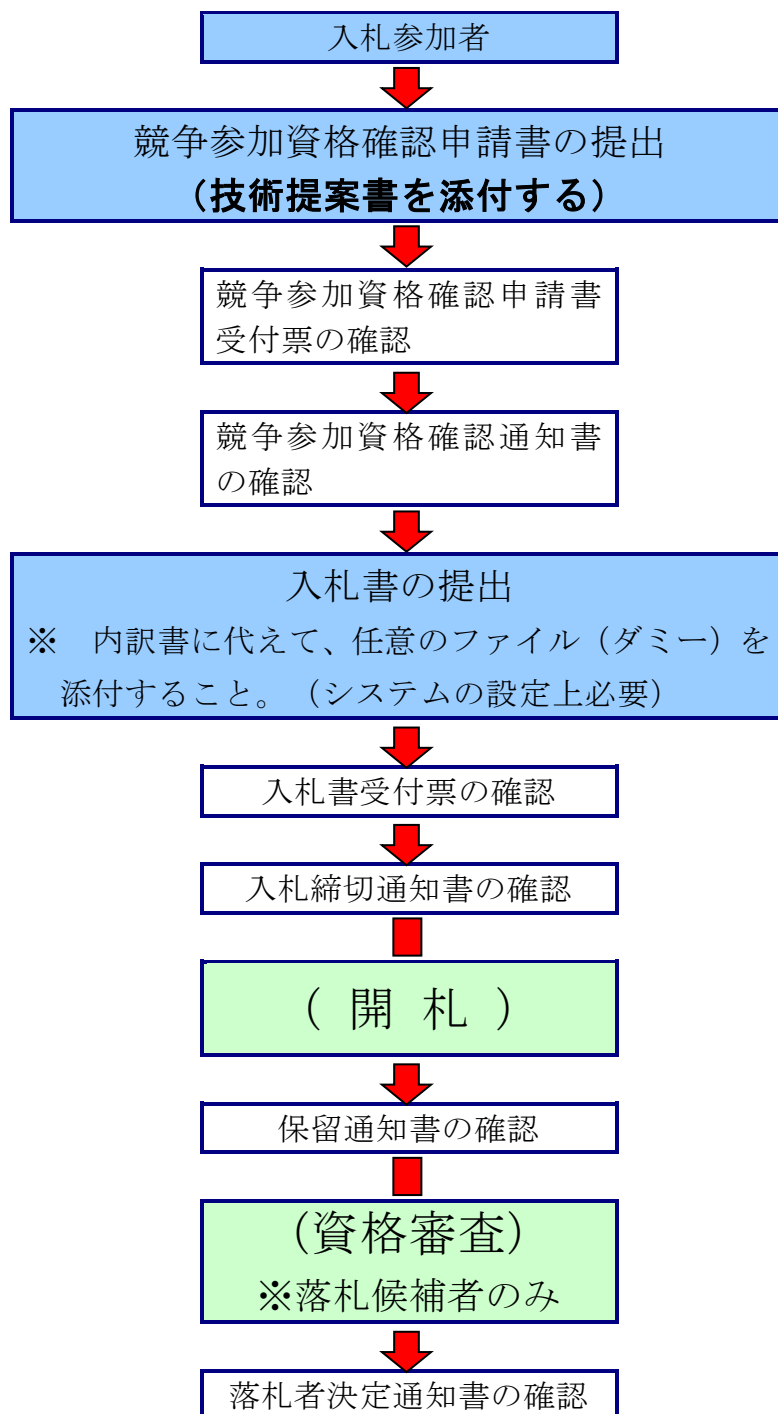 入札参加者
競争参加資格確認申請書の提出
（技術提案書を添付する）
競争参加資格確認申請書
受付票の確認
競争参加資格確認通知書
の確認
入札書の提出
※　内訳書に代えて、任意のファイル（ダミー）を
添付すること。（システムの設定上必要）
入札書受付票の確認
入札締切通知書の確認
（ 開 札 ）
保留通知書の確認
（資格審査）
※落札候補者のみ
落札者決定通知書の確認